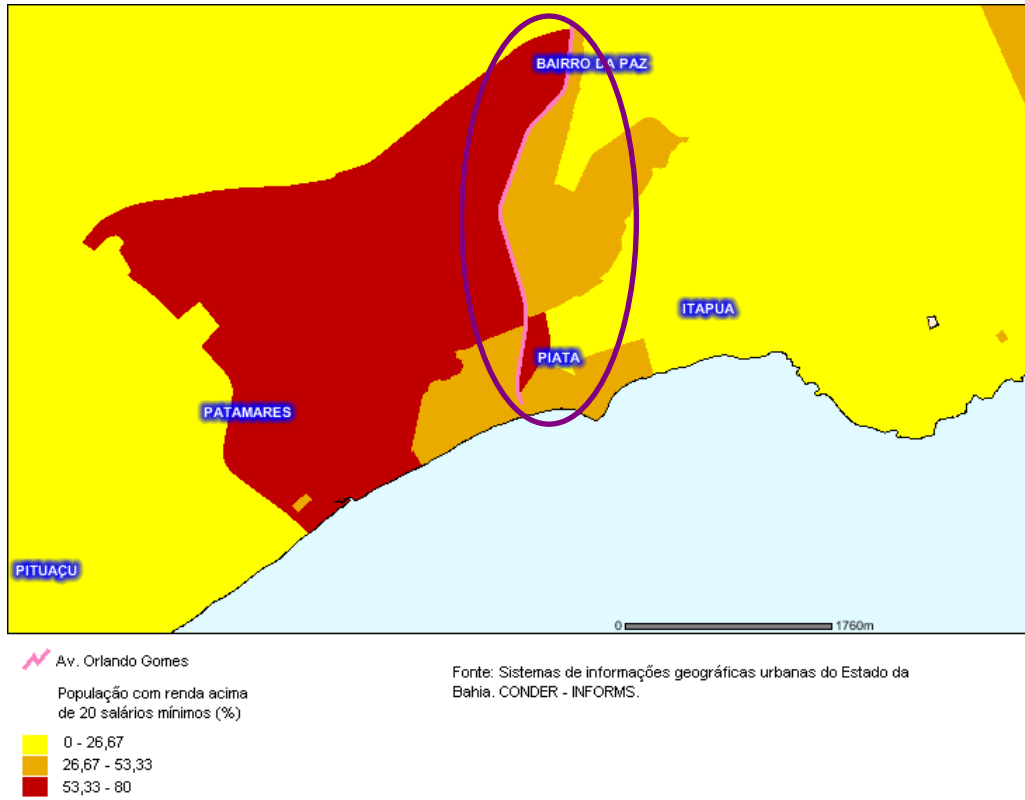 BAIRRO DA PAZ
ITAPUA
PIATA
PATAMARES
PITUAÇU
0 1760m
Av. Orlando Gomes
População com renda acima
de 20 salários mínimos (%)
0 - 26,67
26,67 - 53,33
53,33 - 80
Fonte: Sistemas de informações geográficas urbanas do Estado da
Bahia. CONDER - INFORMS.